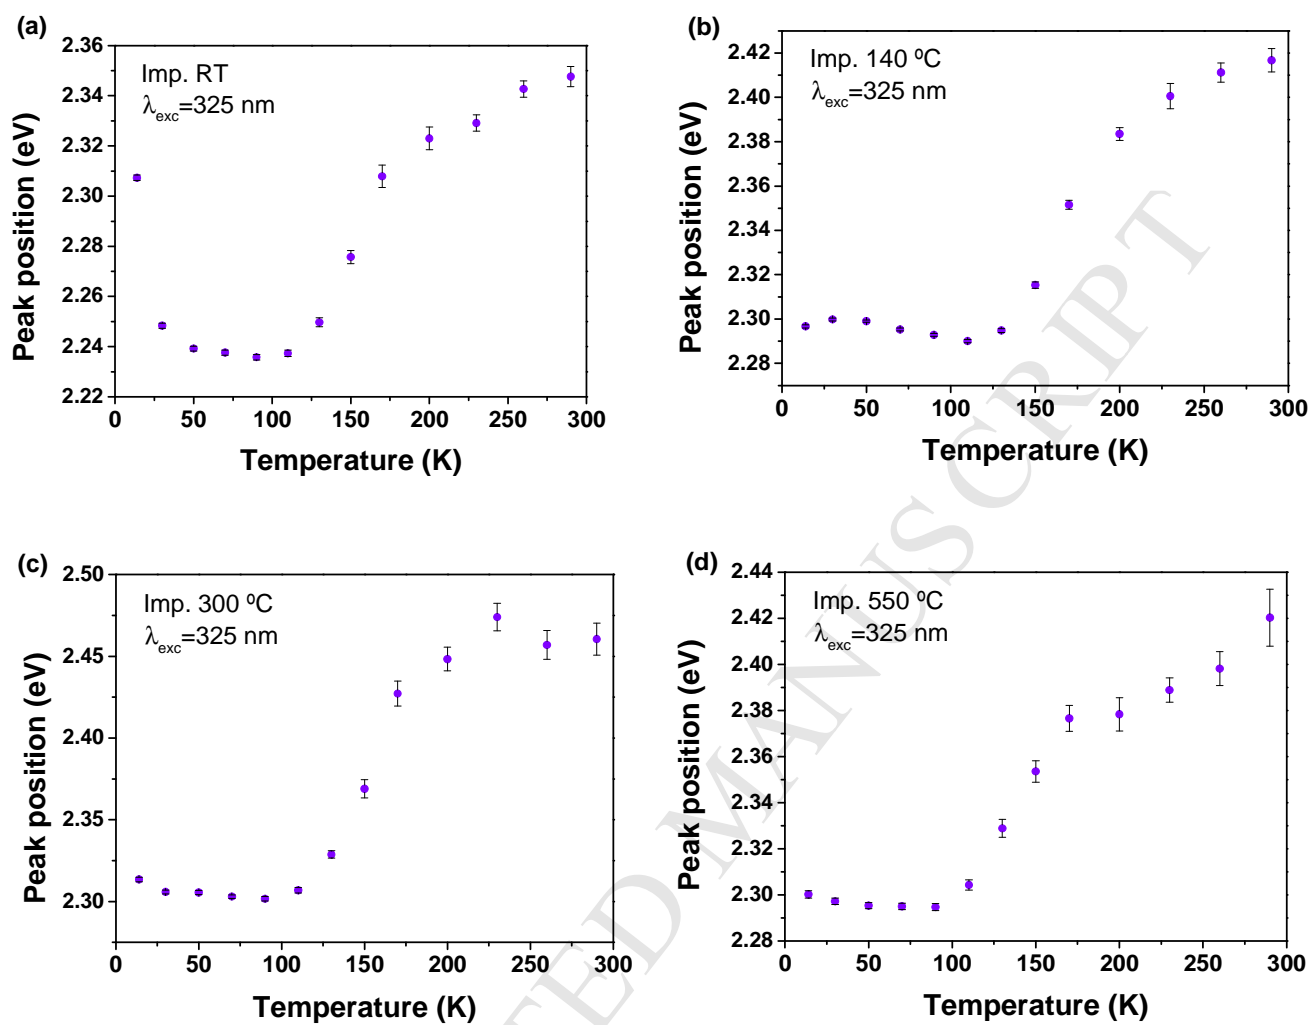 (a)
2.36
2.34
2.32
2.30
2.28
2.26
2.24
2.22
Peak position (eV)
Imp. RT
λexc=325 nm
0 50 100 150 200 250 300
Temperature (K)
(b)
2.42
2.40
2.38
2.36
2.34
2.32
2.30
2.28
Peak position (eV)
Imp. 140 ºC
λexc=325 nm
0 50 100 150 200 250 300
Temperature (K)
(c)
2.50
2.45
2.40
2.35
2.30
Peak position (eV)
Imp. 300 ºC
λexc=325 nm
0 50 100 150 200 250 300
Temperature (K)
(d)
2.44
2.42
2.40
2.38
2.36
2.34
2.32
2.30
2.28
Peak position (eV)
Imp. 550 ºC
λexc=325 nm
0 50 100 150 200 250 300
Temperature (K)
TED MANUSCRIPT